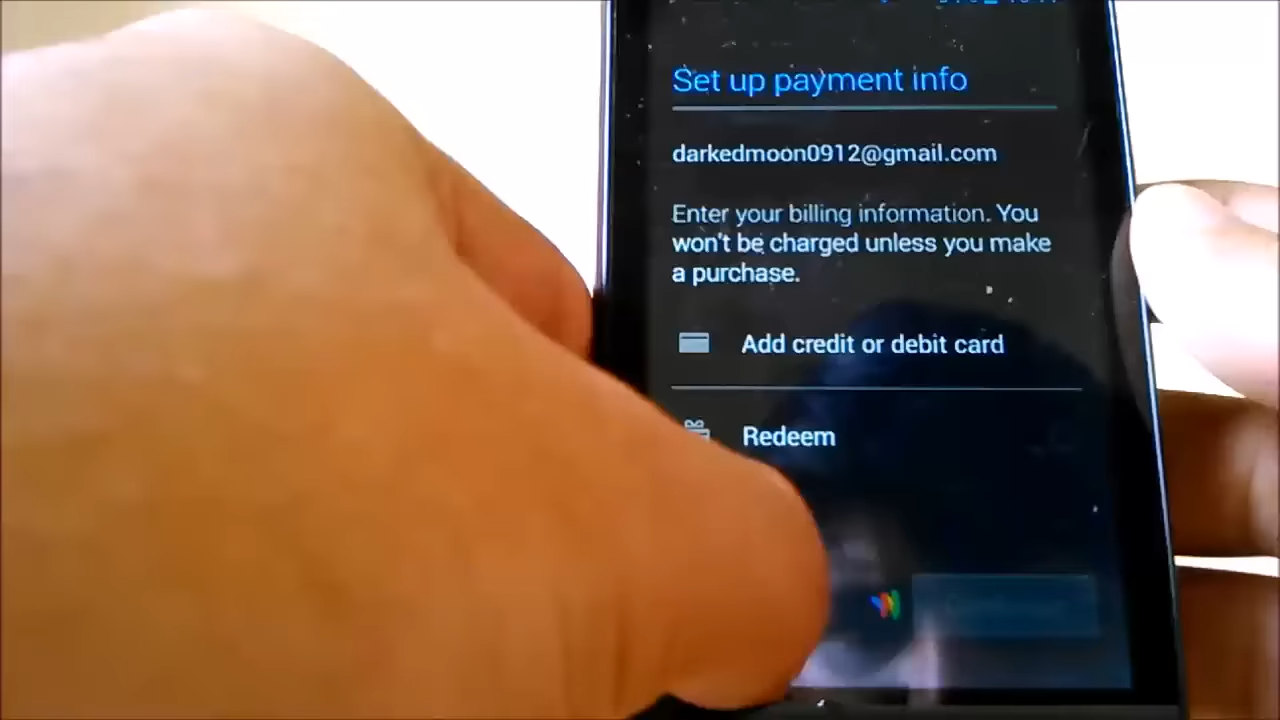 Set up payment info
darkedmoon0912@gmail.com
Enter your billing information. You
won't be charged unless you make
a purchase.
Add credit or debit card
Redeem